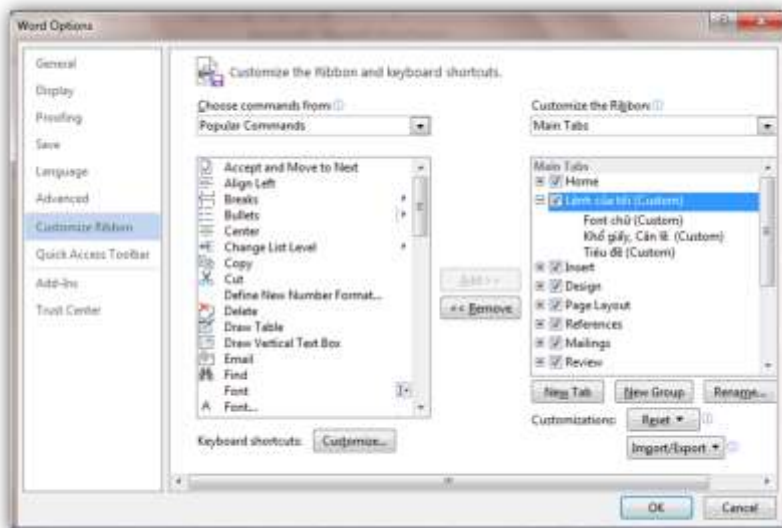 Word Options
General
Display
Proofing
Save
Language
Advanced
Customize Ribbon
Quick Access Toolbar
Add-Ins
Trust Center
Customize the Ribbon and keyboard shortcuts.
Choose commands from:
Popular Commands
Accept and Move to Next
Align Left
Breaks
Bullets
Center
Change List Level
Copy
Cut
Define New Number Format...
Delete
Draw Table
Draw Vertical Text Box
Email
Find
Font
Font...
Keyboard shortcuts: Customize...
Add >>
<< Remove
Customize the Ribbon:
Main Tabs
Main Tabs
Home
Lệnh của tôi (Custom)
Font chữ (Custom)
Khổ giấy, Căn lề (Custom)
Tiêu đề (Custom)
Insert
Design
Page Layout
References
Mailings
Review
New Tab New Group Rename...
Customizations: Reset
Import/Export
OK Cancel